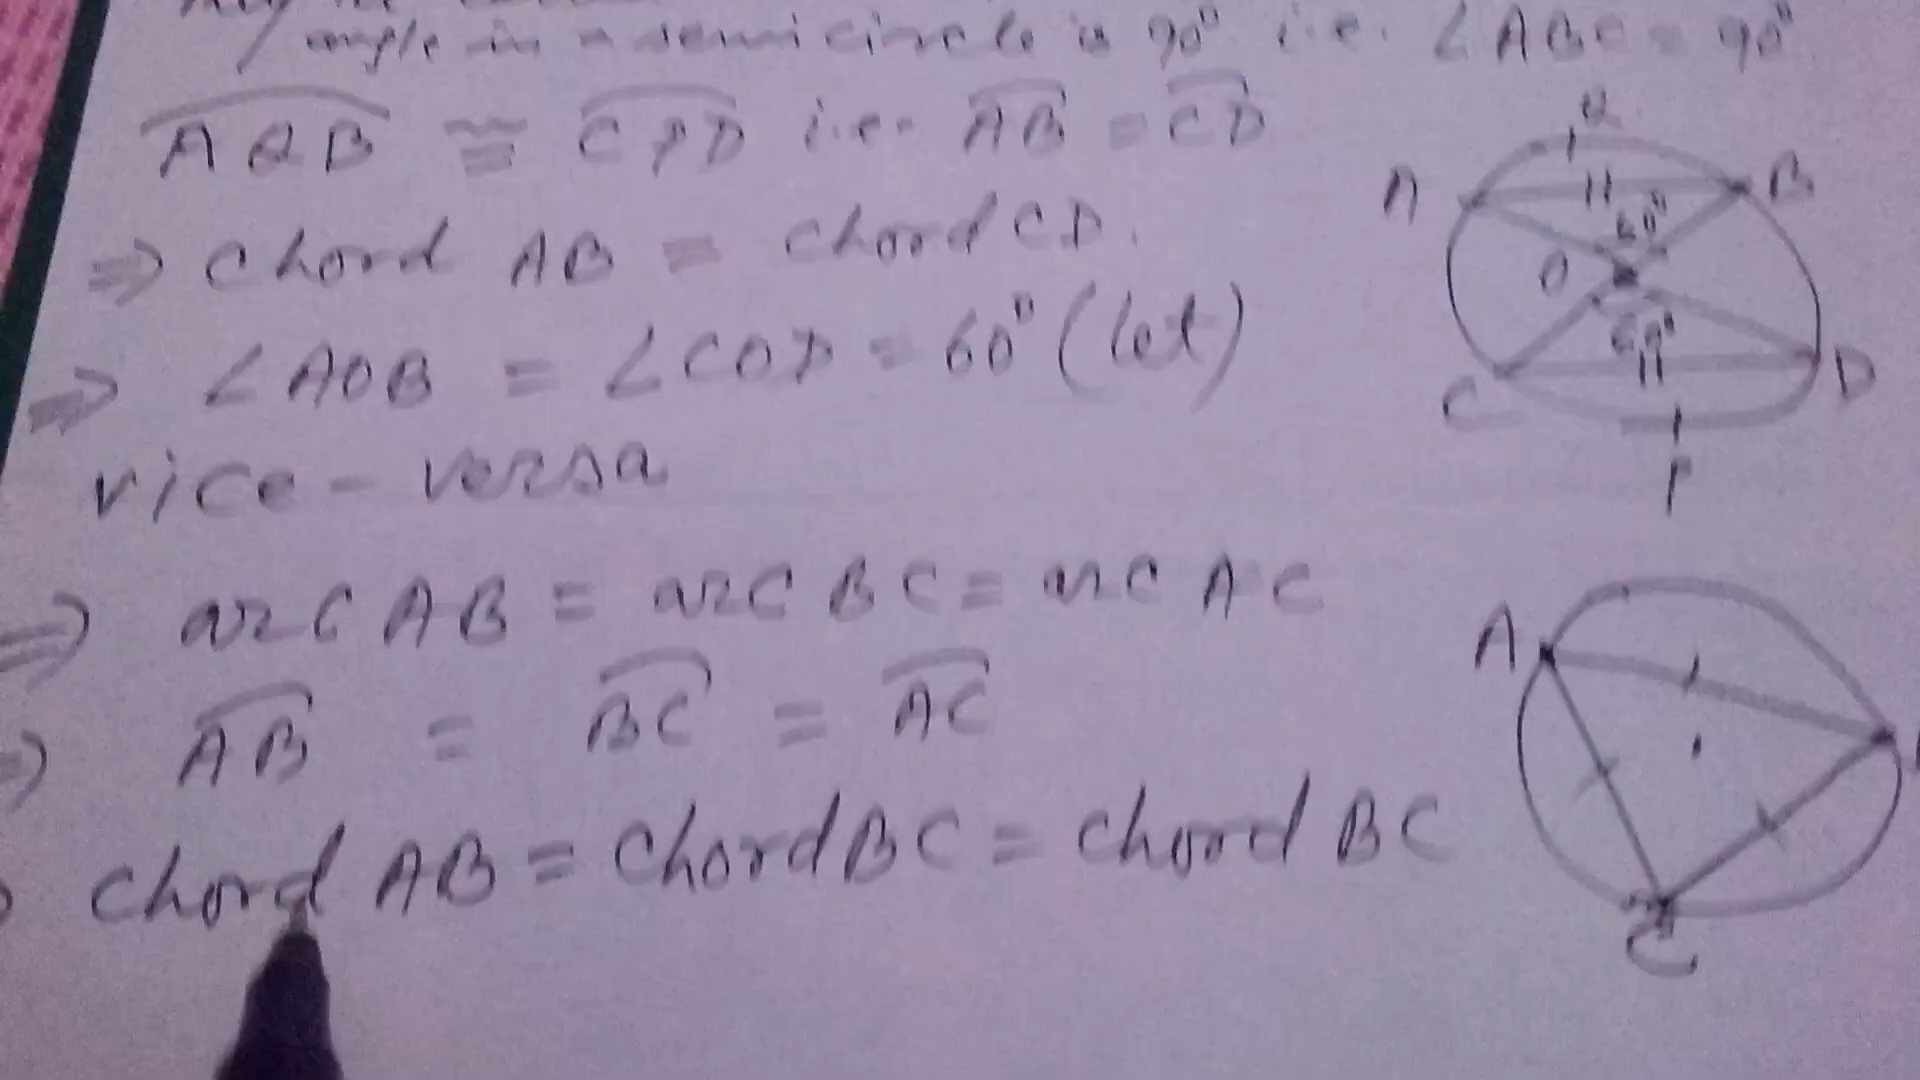 angle in a semicircle is 90° i.e. ∠ABC = 90°
AQB ≅ CPD i.e. AB = CD
⇒ chord AB = chord CD.
⇒ ∠AOB = ∠COD = 60° (let)
vice-versa
⇒ arc AB = arc BC = arc AC
⇒ AB = BC = AC
chord AB = chord BC = chord BC
Q
A
B
60°
O
60°
C
D
P
A
C